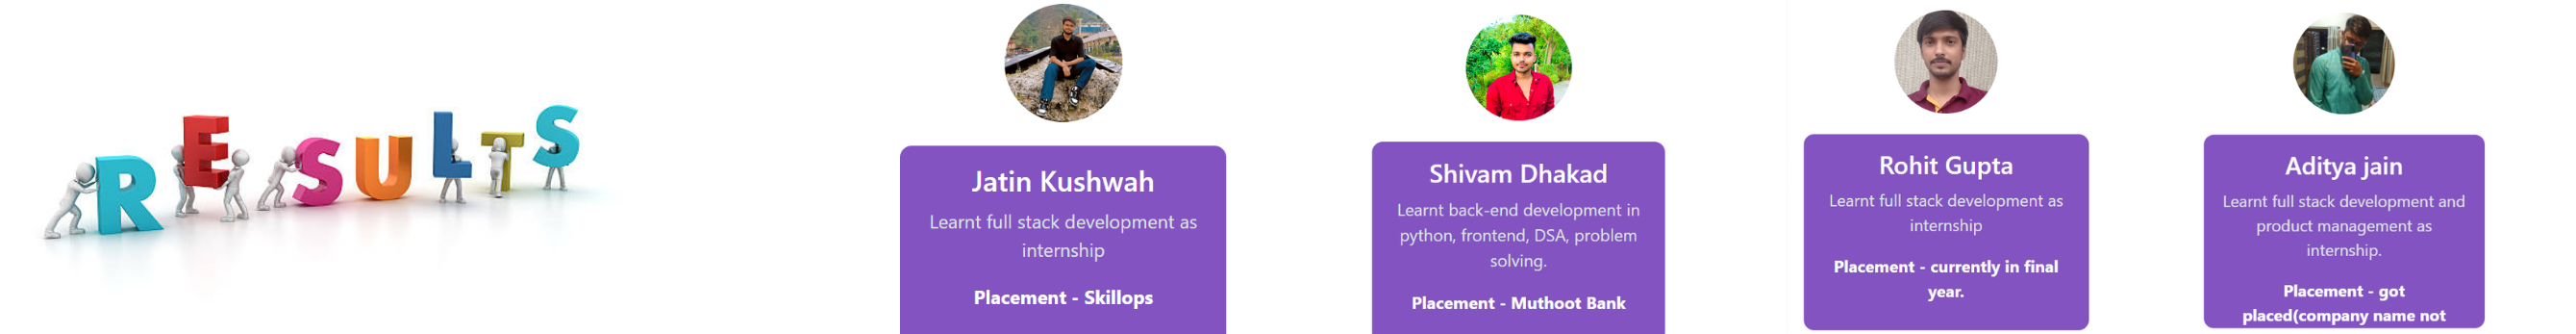 RESULTS
Jatin Kushwah
Learnt full stack development as
internship
Placement - Skillops
Shivam Dhakad
Learnt back-end development in
python, frontend, DSA, problem
solving.
Placement - Muthoot Bank
Rohit Gupta
Learnt full stack development as
internship
Placement - currently in final
year.
Aditya jain
Learnt full stack development and
product management as
internship.
Placement - got
placed(company name not